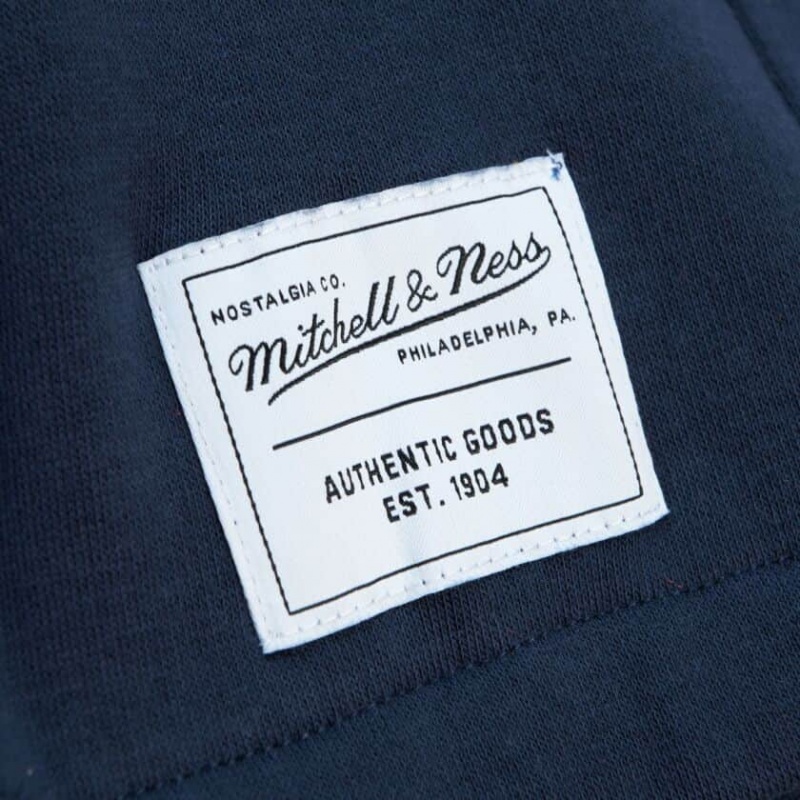 NOSTALGIA CO.
Mitchell & Ness
PHILADELPHIA, PA.
AUTHENTIC GOODS
EST. 1904